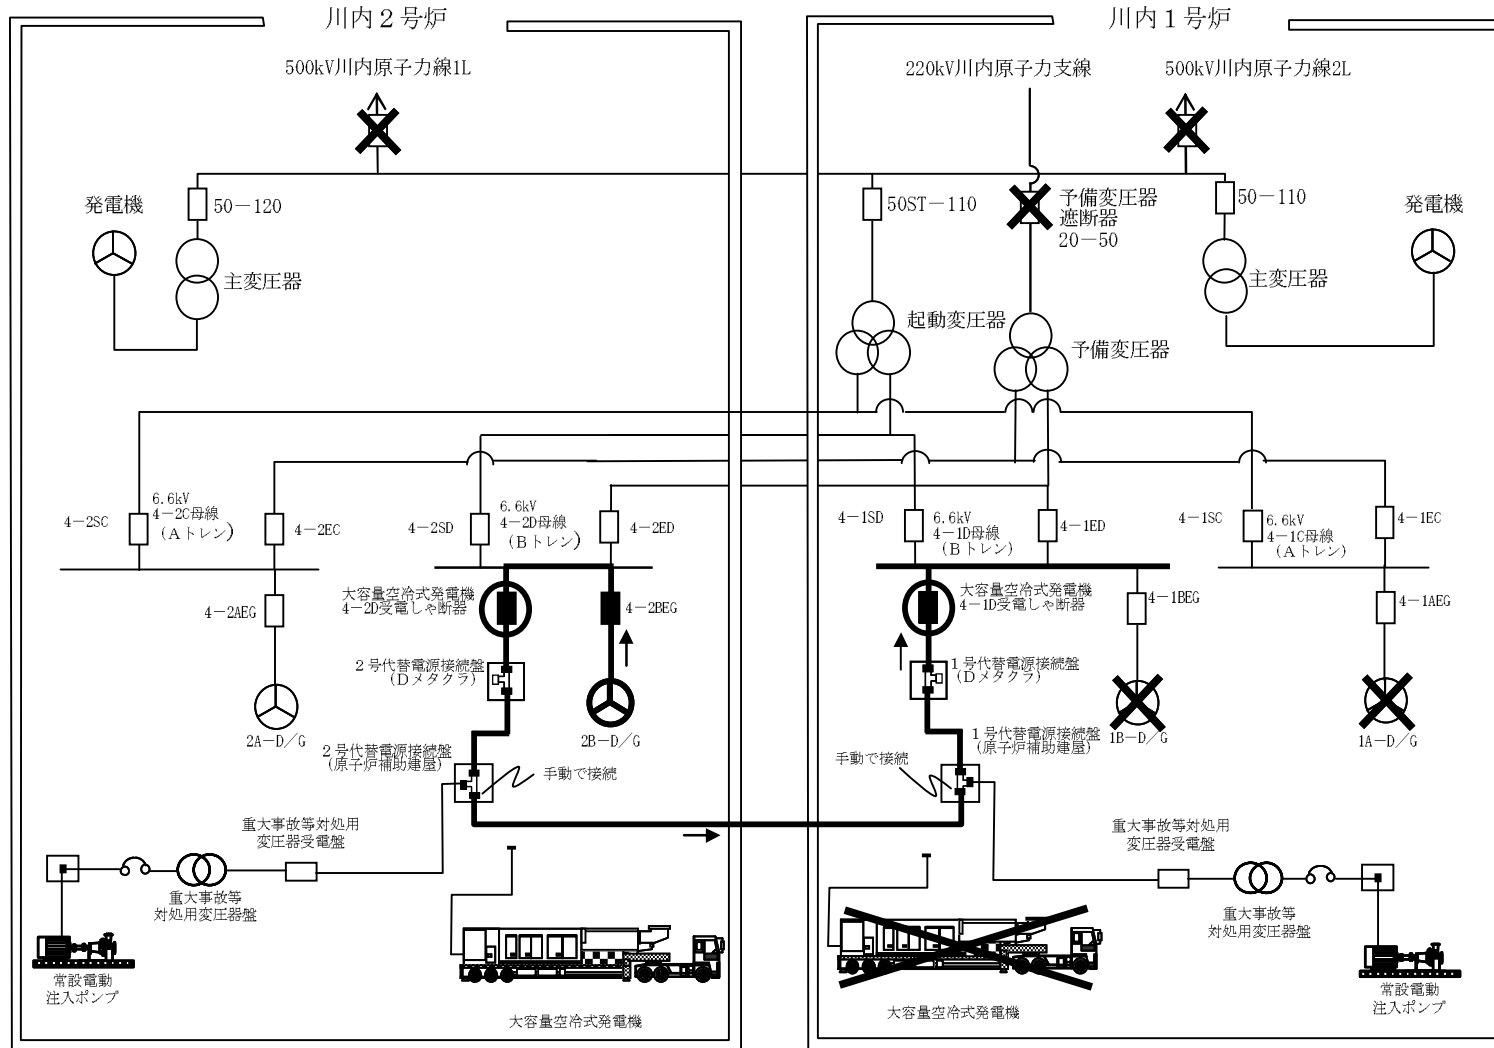 川内２号炉
川内１号炉
500kV川内原子力線1L
220kV川内原子力支線
500kV川内原子力線2L
発電機
50－120
主変圧器
50ST－110
予備変圧器
遮断器
20－50
50－110
発電機
主変圧器
起動変圧器
予備変圧器
4－2SC
6.6kV
4－2C母線
(Ａトレン)
4－2EC
4－2SD
6.6kV
4－2D母線
(Ｂトレン)
4－2ED
4－1SD
6.6kV
4－1D母線
(Ｂトレン)
4－1ED
4－1SC
6.6kV
4－1C母線
(Ａトレン)
4－1EC
4－2AEG
大容量空冷式発電機
4－2D受電しゃ断器
4－2BEG
大容量空冷式発電機
4－1D受電しゃ断器
4－1BEG
4－1AEG
２号代替電源接続盤
(Ｄメタクラ)
１号代替電源接続盤
(Ｄメタクラ)
2A－D／G
2B－D／G
1B－D／G
1A－D／G
２号代替電源接続盤
(原子炉補助建屋)
手動で接続
１号代替電源接続盤
(原子炉補助建屋)
手動で接続
重大事故等対処用
変圧器受電盤
重大事故等対処用
変圧器受電盤
重大事故等
対処用変圧器盤
重大事故等
対処用変圧器盤
常設電動
注入ポンプ
大容量空冷式発電機
大容量空冷式発電機
常設電動
注入ポンプ